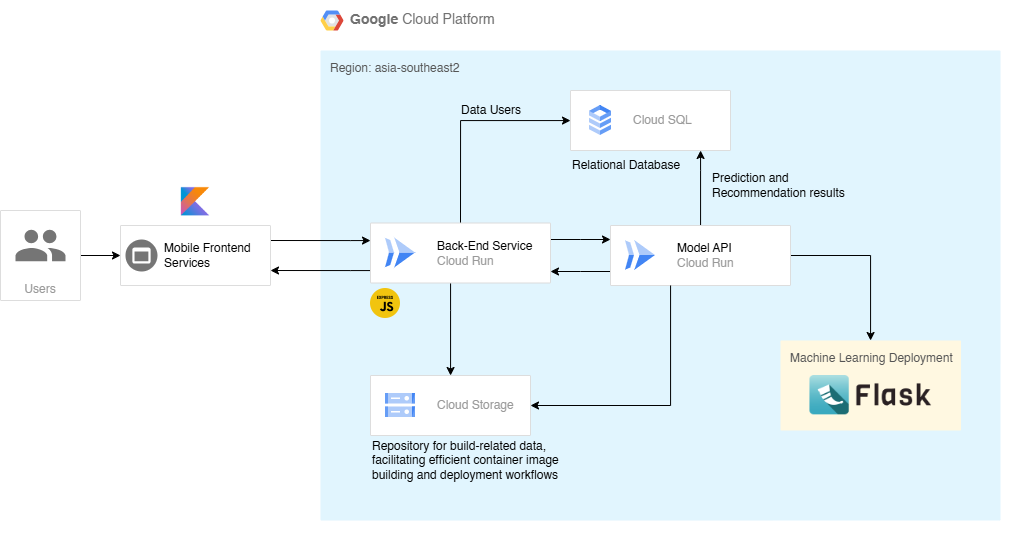 Google Cloud Platform
Region: asia-southeast2
Data Users
Cloud SQL
Relational Database
Prediction and
Recommendation results
Users
Mobile Frontend
Services
Back-End Service
Cloud Run
Model API
Cloud Run
EXPRESS
JS
Machine Learning Deployment
Flask
Cloud Storage
Repository for build-related data,
facilitating efficient container image
building and deployment workflows